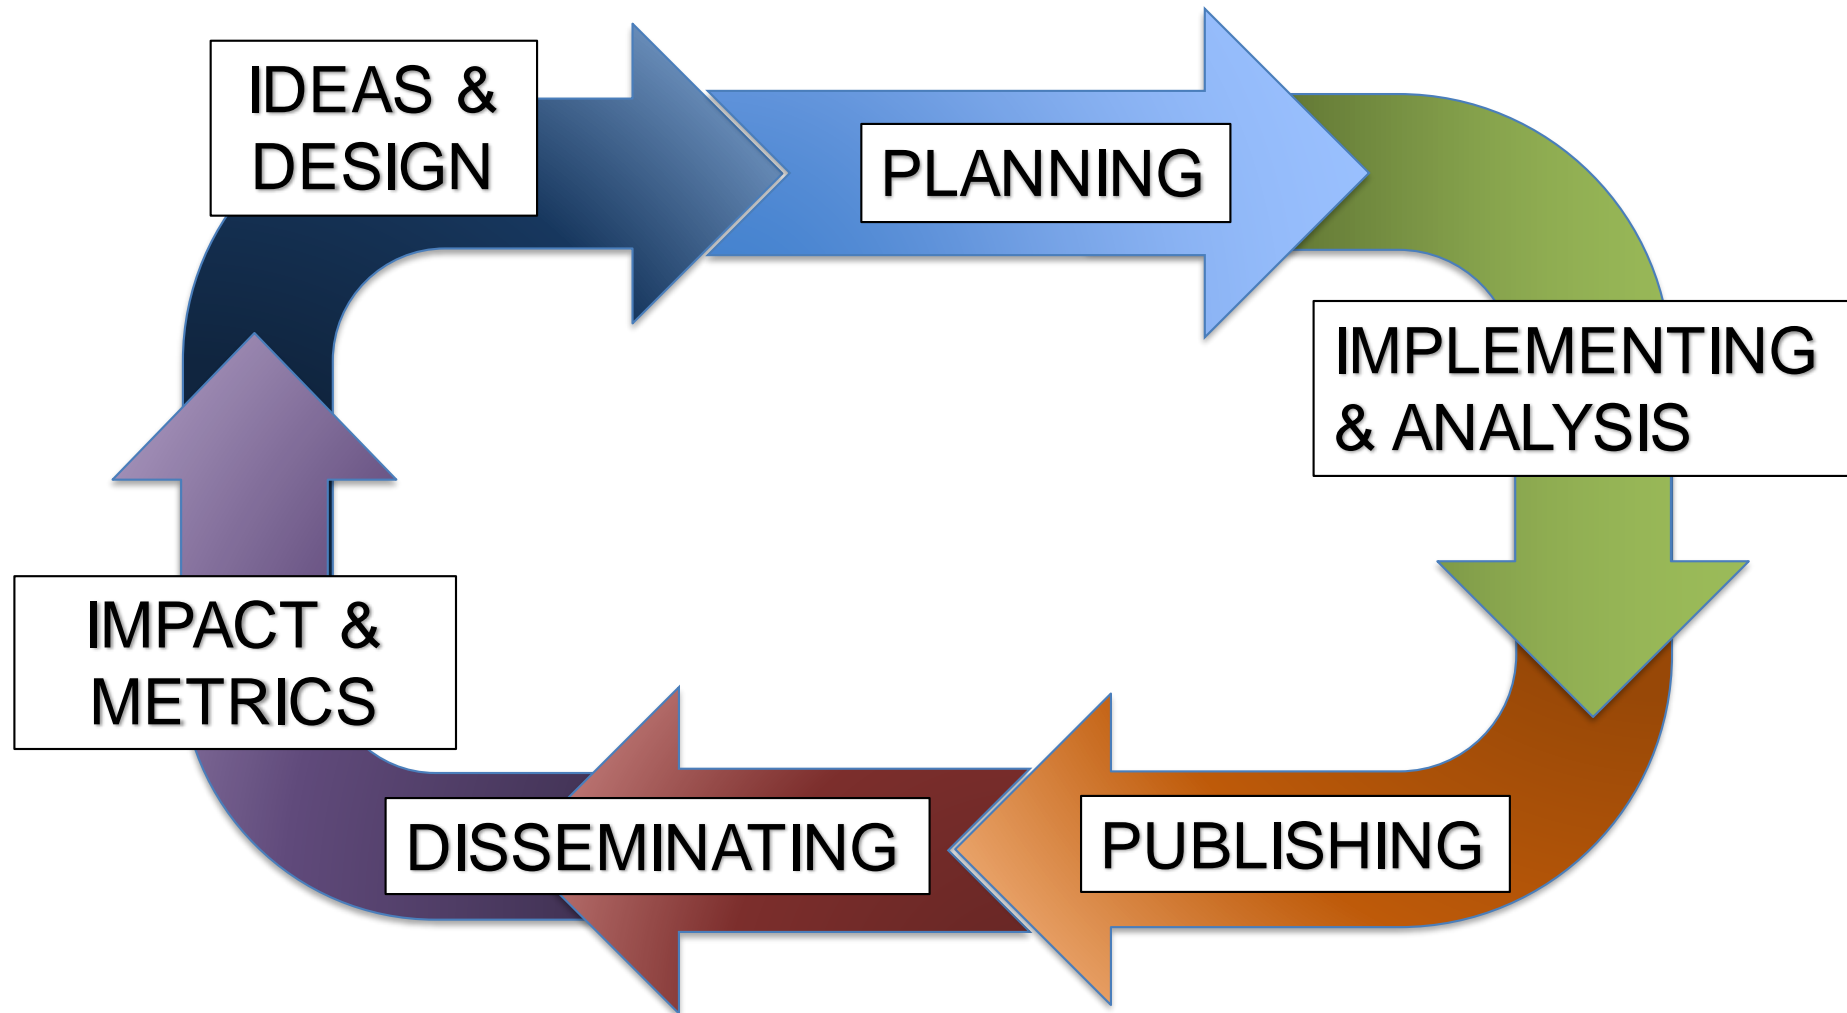 IDEAS &
DESIGN
PLANNING
IMPLEMENTING
& ANALYSIS
PUBLISHING
DISSEMINATING
IMPACT &
METRICS